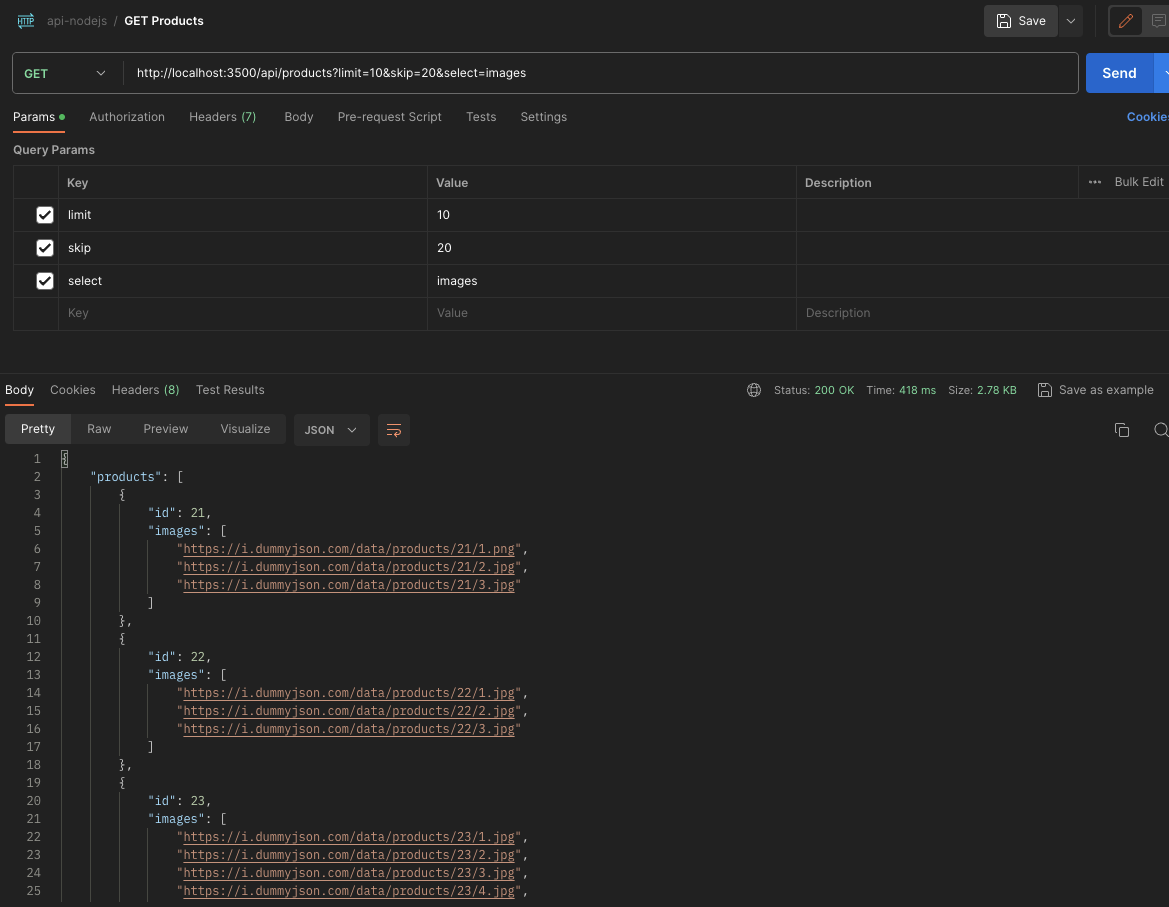 HTTP api-nodejs / GET Products Save
GET http://localhost:3500/api/products?limit=10&skip=20&select=images Send
Params Authorization Headers (7) Body Pre-request Script Tests Settings Cookies
Query Params
Key Value Description Bulk Edit
limit 10
skip 20
select images
Key Value Description
Body Cookies Headers (8) Test Results Status: 200 OK Time: 418 ms Size: 2.78 KB Save as example
Pretty Raw Preview Visualize JSON
1 {
2 "products": [
3 {
4 "id": 21,
5 "images": [
6 "https://i.dummyjson.com/data/products/21/1.png",
7 "https://i.dummyjson.com/data/products/21/2.jpg",
8 "https://i.dummyjson.com/data/products/21/3.jpg"
9 ]
10 },
11 {
12 "id": 22,
13 "images": [
14 "https://i.dummyjson.com/data/products/22/1.jpg",
15 "https://i.dummyjson.com/data/products/22/2.jpg",
16 "https://i.dummyjson.com/data/products/22/3.jpg"
17 ]
18 },
19 {
20 "id": 23,
21 "images": [
22 "https://i.dummyjson.com/data/products/23/1.jpg",
23 "https://i.dummyjson.com/data/products/23/2.jpg",
24 "https://i.dummyjson.com/data/products/23/3.jpg",
25 "https://i.dummyjson.com/data/products/23/4.jpg",